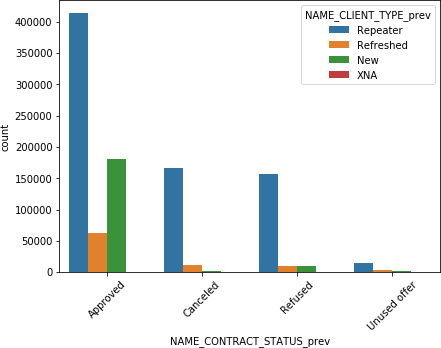 NAME_CLIENT_TYPE_prev
Repeater
Refreshed
New
XNA
400000
350000
300000
250000
200000
150000
100000
50000
0
count
Approved
Canceled
Refused
Unused offer
NAME_CONTRACT_STATUS_prev